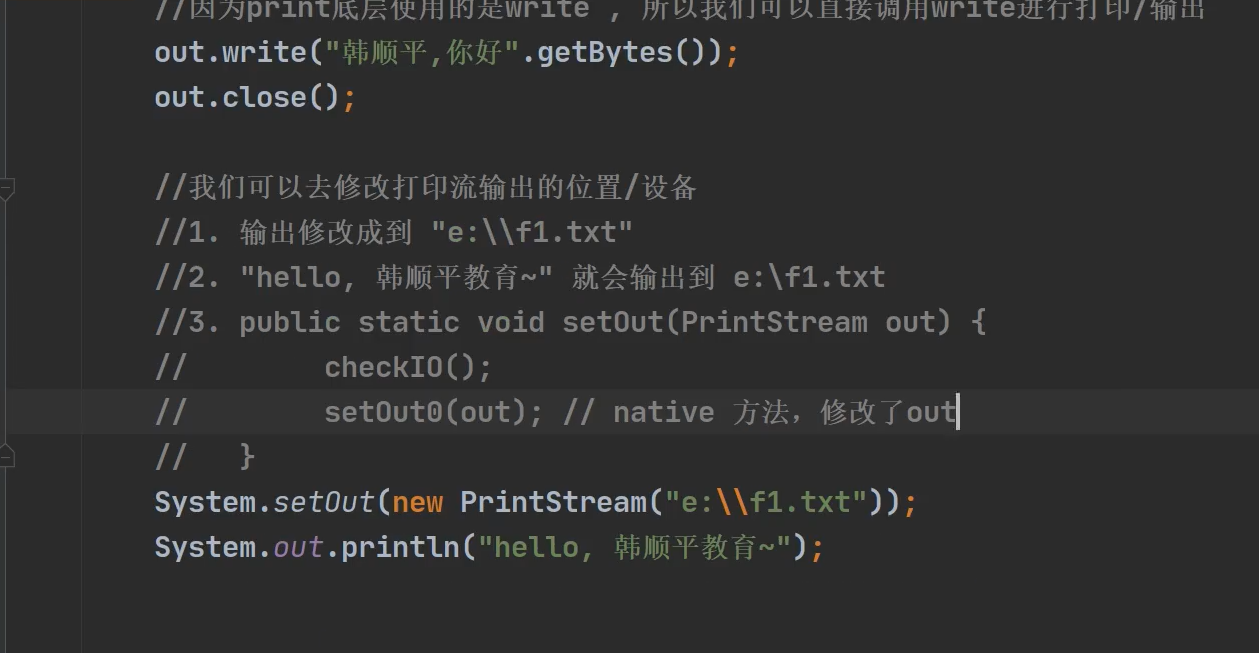 //因为print底层使用的是write , 所以我们可以直接调用write进行打印/输出
out.write("韩顺平,你好".getBytes());
out.close();
//我们可以去修改打印流输出的位置/设备
//1. 输出修改成到 "e:\\f1.txt"
//2. "hello, 韩顺平教育~" 就会输出到 e:\f1.txt
//3. public static void setOut(PrintStream out) {
//        checkIO();
//        setOut0(out); // native 方法，修改了out
//   }
System.setOut(new PrintStream("e:\\f1.txt"));
System.out.println("hello, 韩顺平教育~");